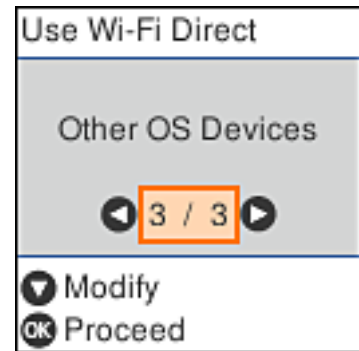 Use Wi-Fi Direct
Other OS Devices
3 / 3
Modify
OK Proceed